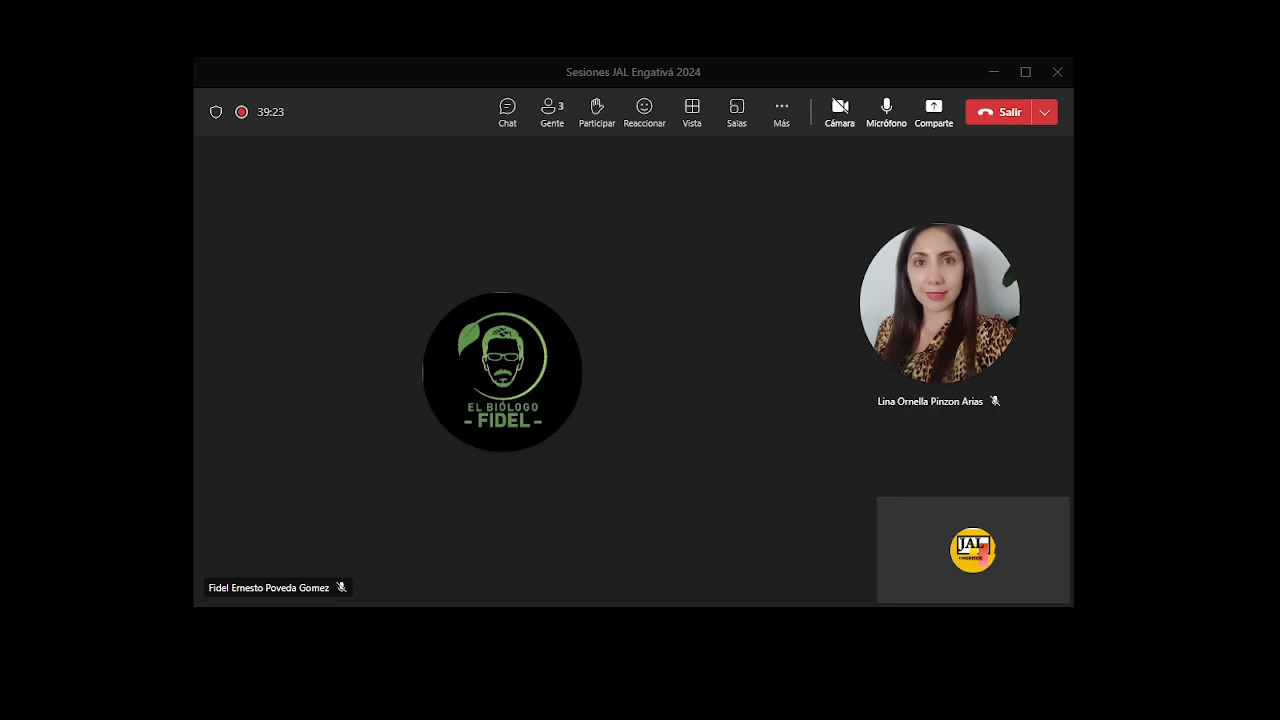 Sesiones JAL Engativá 2024
39:23
Chat
3
Gente
Participar
Reaccionar
Vista
Salas
Más
Cámara
Micrófono
Comparte
Salir
EL BIÓLOGO
- FIDEL -
Lina Ornella Pinzon Arias
JAL
ENGATIVÁ
Fidel Ernesto Poveda Gomez